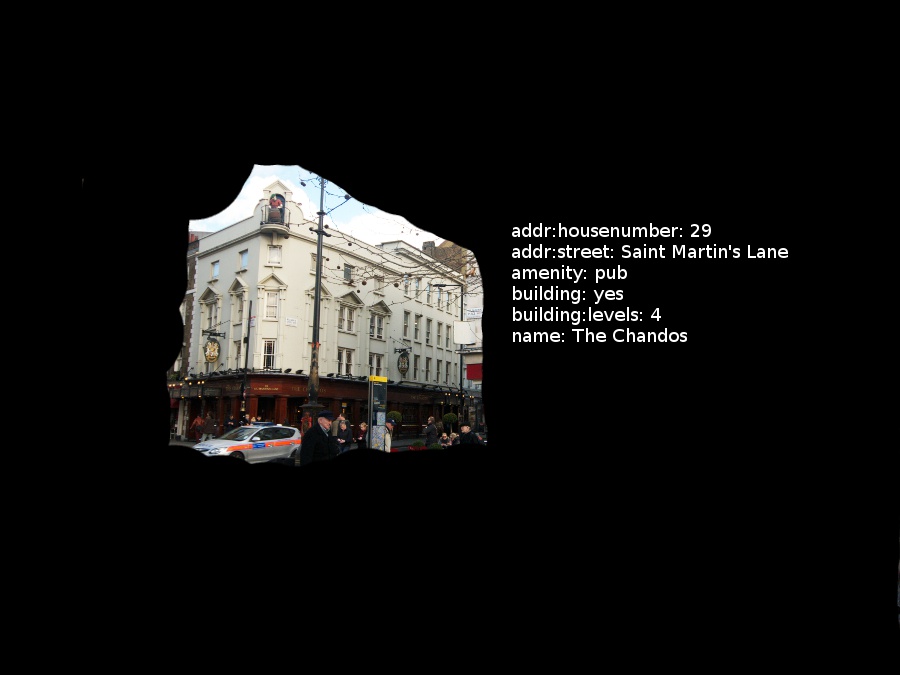 addr:housenumber: 29
addr:street: Saint Martin's Lane
amenity: pub
building: yes
building:levels: 4
name: The Chandos